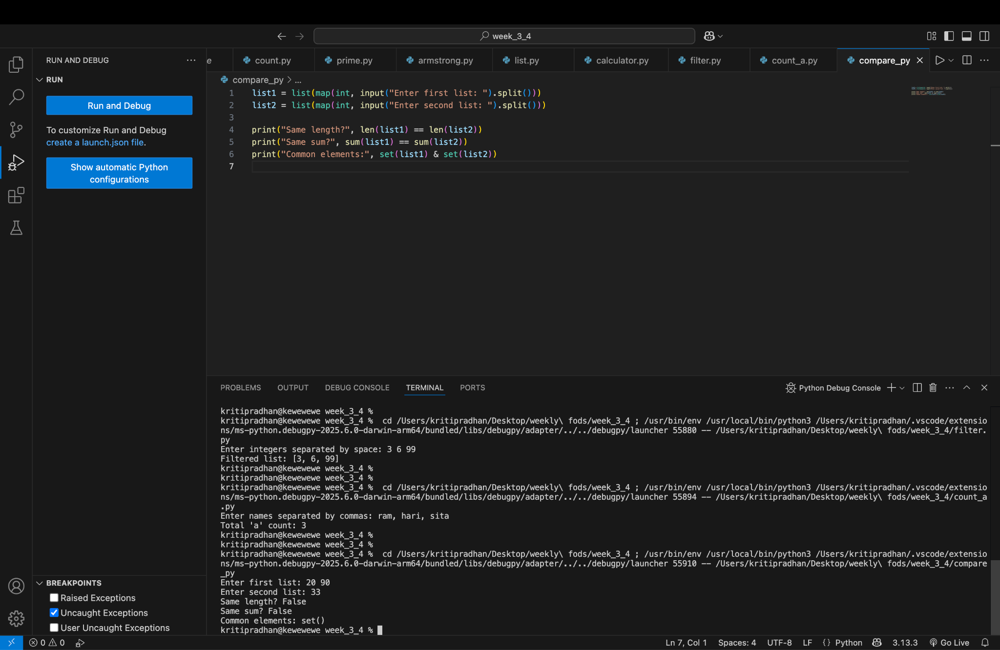 week_3_4
RUN AND DEBUG
RUN
Run and Debug
To customize Run and Debug
create a launch.json file.
Show automatic Python
configurations
e
count.py
prime.py
armstrong.py
list.py
calculator.py
filter.py
count_a.py
compare_py
compare_py > ...
1 list1 = list(map(int, input("Enter first list: ").split()))
2 list2 = list(map(int, input("Enter second list: ").split()))
3
4 print("Same length?", len(list1) == len(list2))
5 print("Same sum?", sum(list1) == sum(list2))
6 print("Common elements:", set(list1) & set(list2))
7
PROBLEMS OUTPUT DEBUG CONSOLE TERMINAL PORTS
Python Debug Console
kritipradhan@kewewewe week_3_4 %
kritipradhan@kewewewe week_3_4 %  cd /Users/kritipradhan/Desktop/weekly\ fods/week_3_4 ; /usr/bin/env /usr/local/bin/python3 /Users/kritipradhan/.vscode/extensio
ns/ms-python.debugpy-2025.6.0-darwin-arm64/bundled/libs/debugpy/adapter/../../debugpy/launcher 55880 -- /Users/kritipradhan/Desktop/weekly\ fods/week_3_4/filter.
py
Enter integers separated by space: 3 6 99
Filtered list: [3, 6, 99]
kritipradhan@kewewewe week_3_4 %
kritipradhan@kewewewe week_3_4 %
kritipradhan@kewewewe week_3_4 %  cd /Users/kritipradhan/Desktop/weekly\ fods/week_3_4 ; /usr/bin/env /usr/local/bin/python3 /Users/kritipradhan/.vscode/extensio
ns/ms-python.debugpy-2025.6.0-darwin-arm64/bundled/libs/debugpy/adapter/../../debugpy/launcher 55894 -- /Users/kritipradhan/Desktop/weekly\ fods/week_3_4/count_a
.py
Enter names separated by commas: ram, hari, sita
Total 'a' count: 3
kritipradhan@kewewewe week_3_4 %
kritipradhan@kewewewe week_3_4 %
kritipradhan@kewewewe week_3_4 %  cd /Users/kritipradhan/Desktop/weekly\ fods/week_3_4 ; /usr/bin/env /usr/local/bin/python3 /Users/kritipradhan/.vscode/extensio
ns/ms-python.debugpy-2025.6.0-darwin-arm64/bundled/libs/debugpy/adapter/../../debugpy/launcher 55910 -- /Users/kritipradhan/Desktop/weekly\ fods/week_3_4/compare
_py
Enter first list: 20 90
Enter second list: 33
Same length? False
Same sum? False
Common elements: set()
kritipradhan@kewewewe week_3_4 %
BREAKPOINTS
Raised Exceptions
Uncaught Exceptions
User Uncaught Exceptions
0 0
Ln 7, Col 1 Spaces: 4 UTF-8 LF {} Python 3.13.3 Go Live